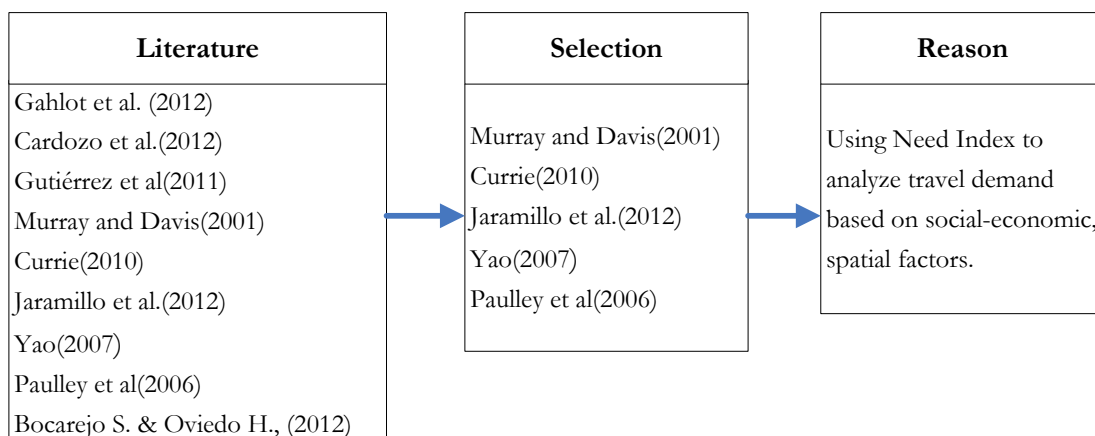 Literature
Gahlot et al. (2012)
Cardozo et al.(2012)
Gutiérrez et al(2011)
Murray and Davis(2001)
Currie(2010)
Jaramillo et al.(2012)
Yao(2007)
Paulley et al(2006)
Bocarejo S. & Oviedo H., (2012)
Selection
Murray and Davis(2001)
Currie(2010)
Jaramillo et al.(2012)
Yao(2007)
Paulley et al(2006)
Reason
Using Need Index to
analyze travel demand
based on social-economic,
spatial factors.